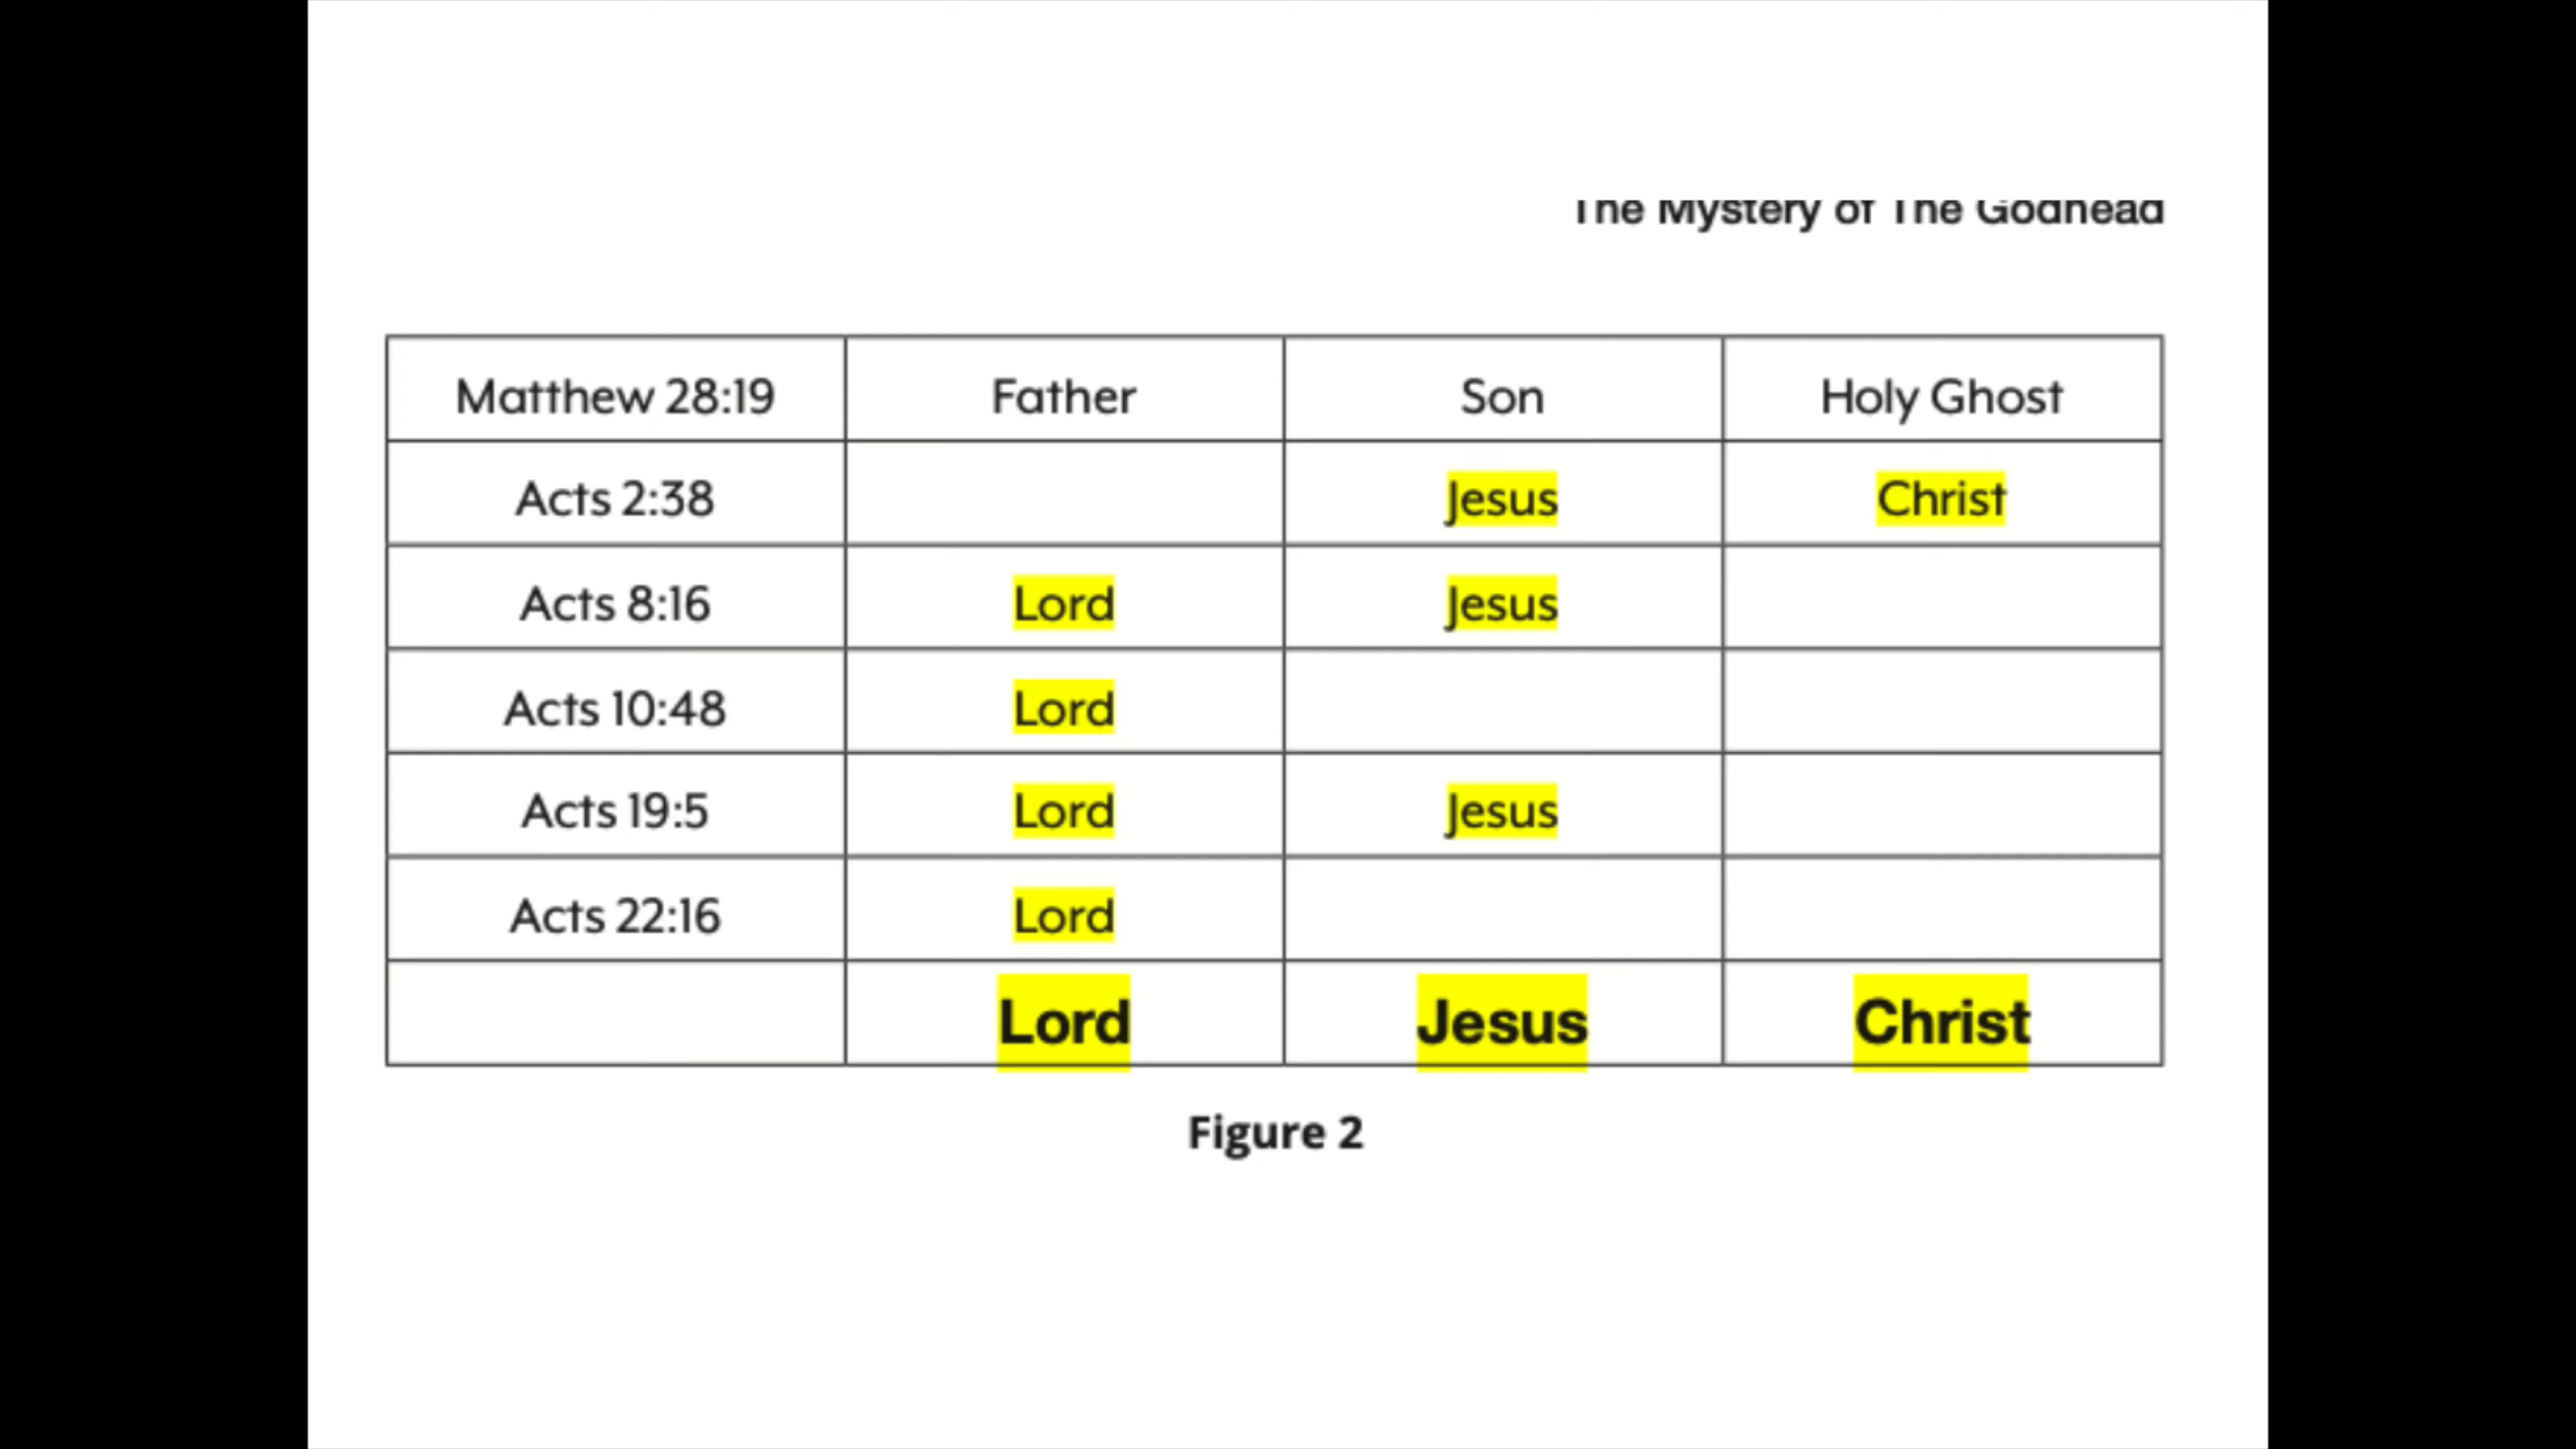 The Mystery of The Godhead
Matthew 28:19 Father Son Holy Ghost
Acts 2:38 Jesus Christ
Acts 8:16 Lord Jesus
Acts 10:48 Lord
Acts 19:5 Lord Jesus
Acts 22:16 Lord
Lord Jesus Christ
Figure 2